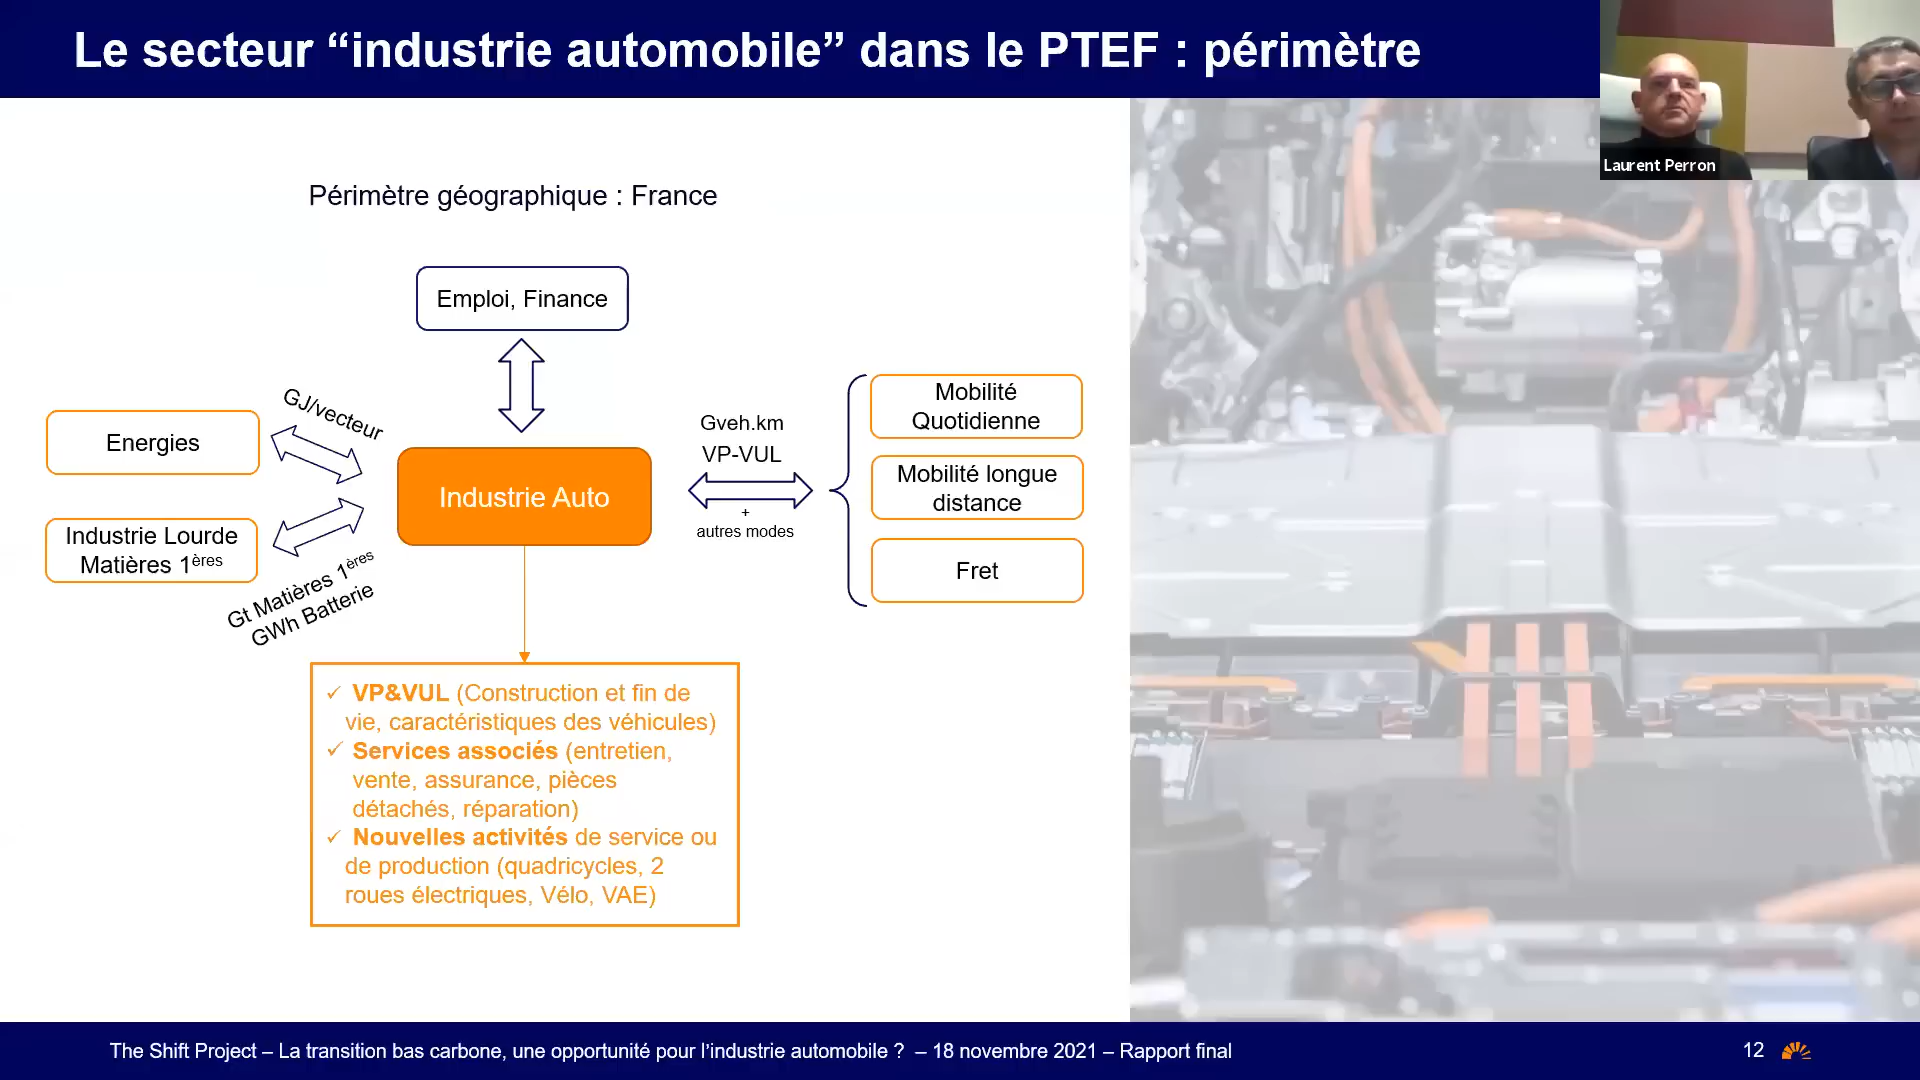 Le secteur “industrie automobile” dans le PTEF : périmètre
Laurent Perron
Périmètre géographique : France
Emploi, Finance
GJ/vecteur
Energies
Industrie Lourde
Matières 1ères
Gt Matières 1ères
GWh Batterie
Industrie Auto
Gveh.km
VP-VUL
+
autres modes
Mobilité
Quotidienne
Mobilité longue
distance
Fret
✓ VP&VUL (Construction et fin de
vie, caractéristiques des véhicules)
✓ Services associés (entretien,
vente, assurance, pièces
détachés, réparation)
✓ Nouvelles activités de service ou
de production (quadricycles, 2
roues électriques, Vélo, VAE)
The Shift Project – La transition bas carbone, une opportunité pour l’industrie automobile ? – 18 novembre 2021 – Rapport final
12